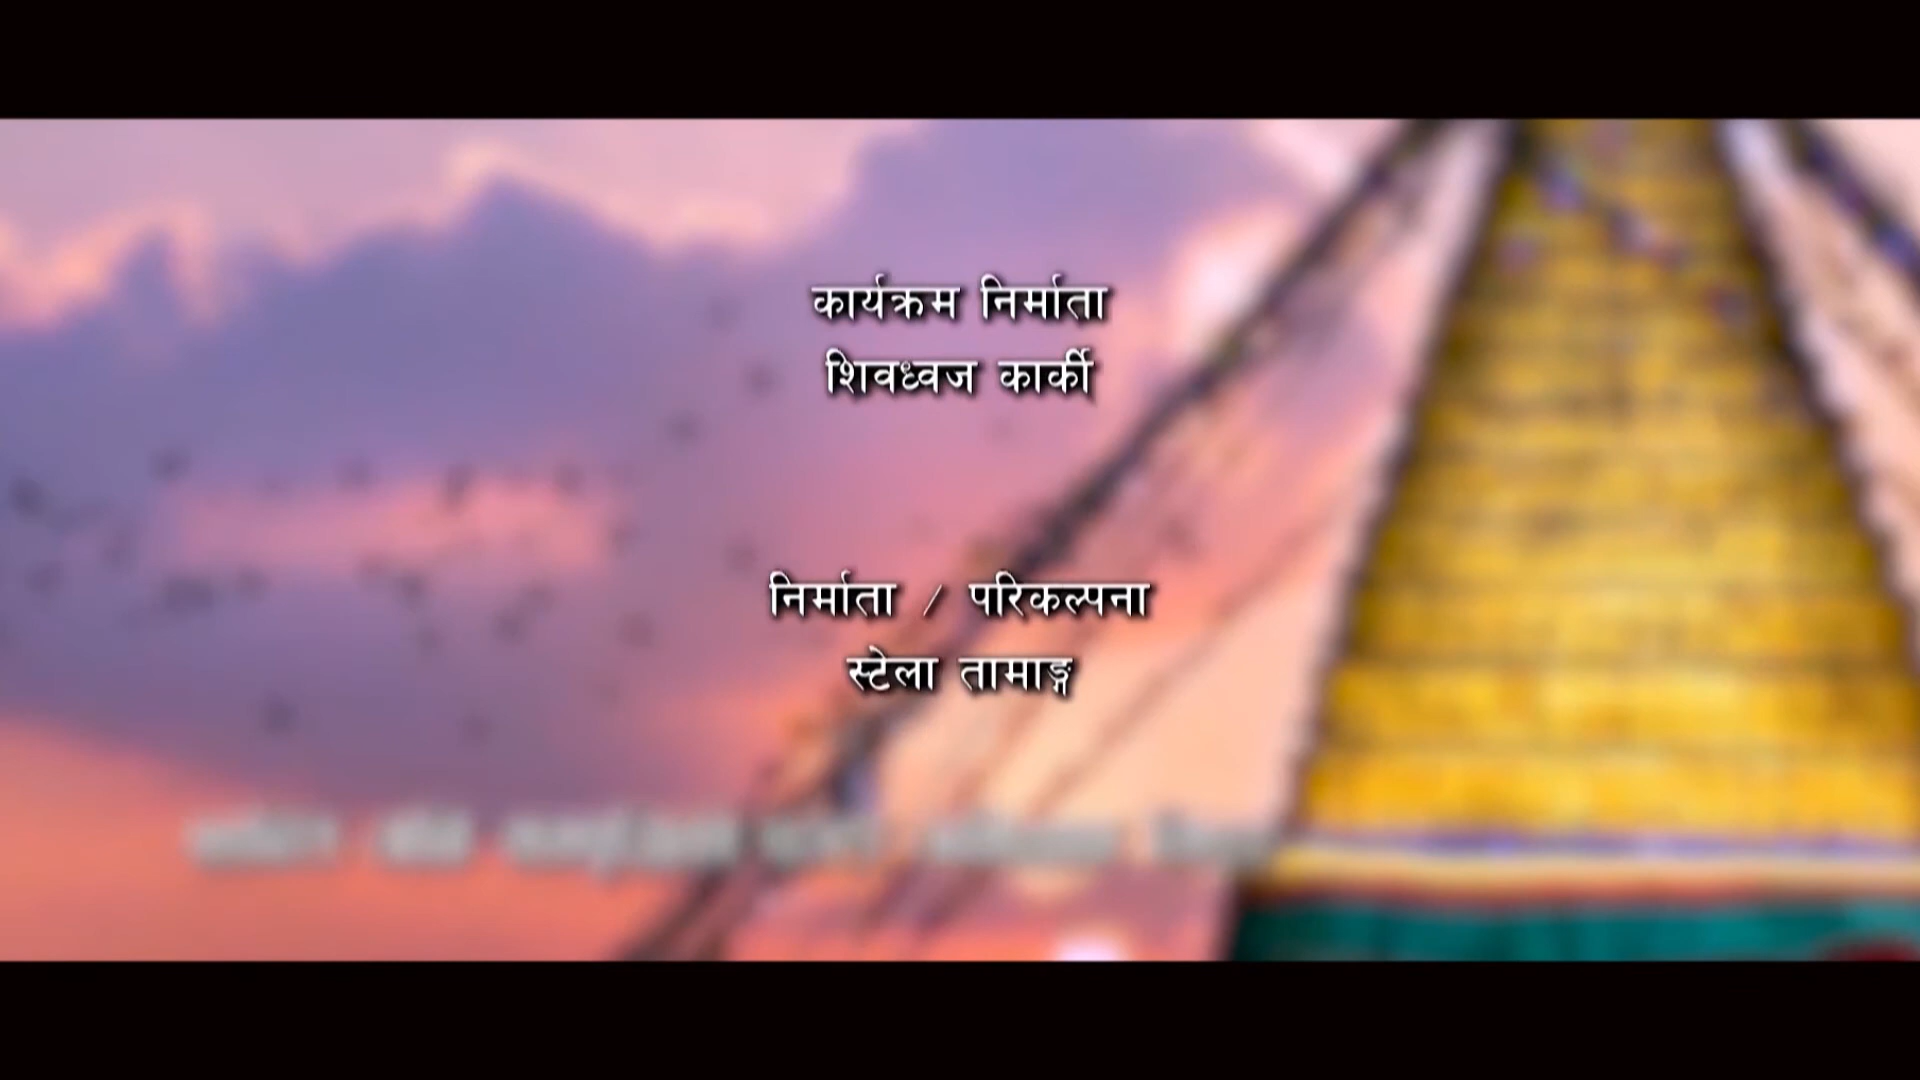 कार्यक्रम निर्माता
शिवध्वज कार्की
निर्माता / परिकल्पना
स्टेला तामाङ्ग